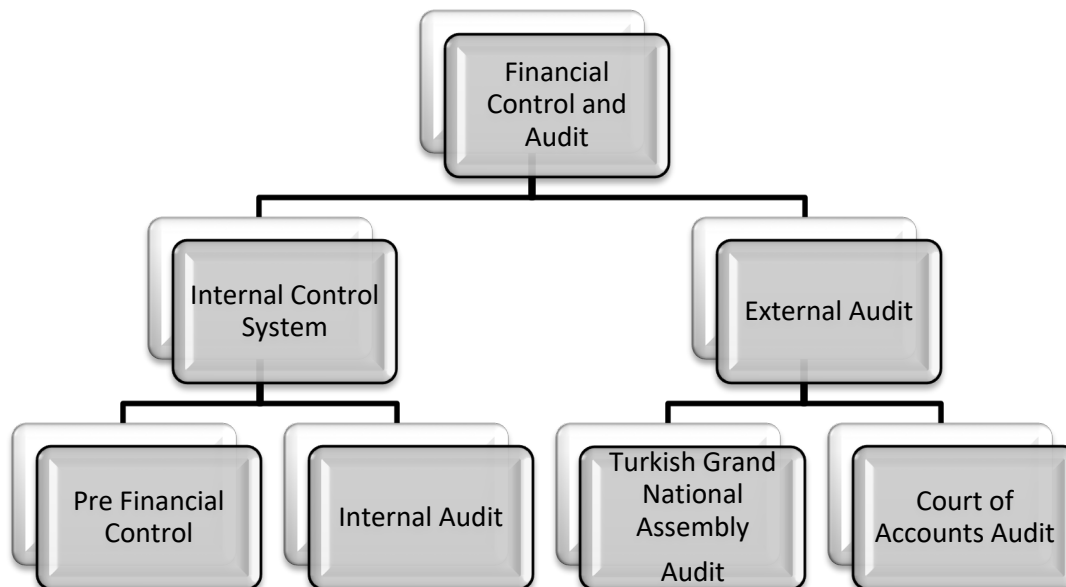 Financial
Control and
Audit
Internal Control
System
External Audit
Pre Financial
Control
Internal Audit
Turkish Grand
National
Assembly
Audit
Court of
Accounts Audit